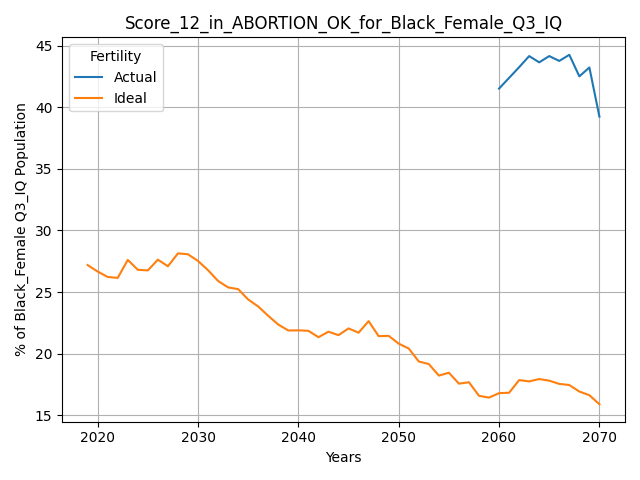 Score_12_in_ABORTION_OK_for_Black_Female_Q3_IQ
Fertility
Actual
Ideal
% of Black_Female Q3_IQ Population
45
40
35
30
25
20
15
2020
2030
2040
2050
2060
2070
Years